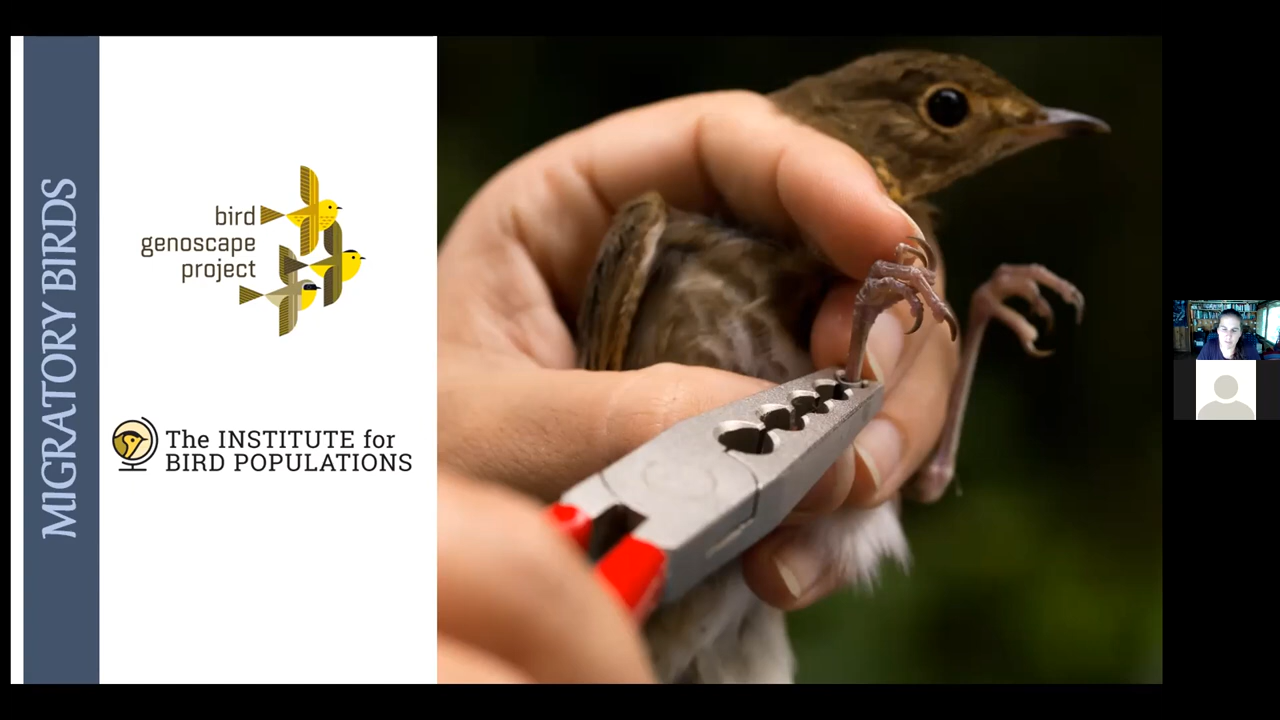 MIGRATORY BIRDS
bird
genoscape
project
The INSTITUTE for
BIRD POPULATIONS